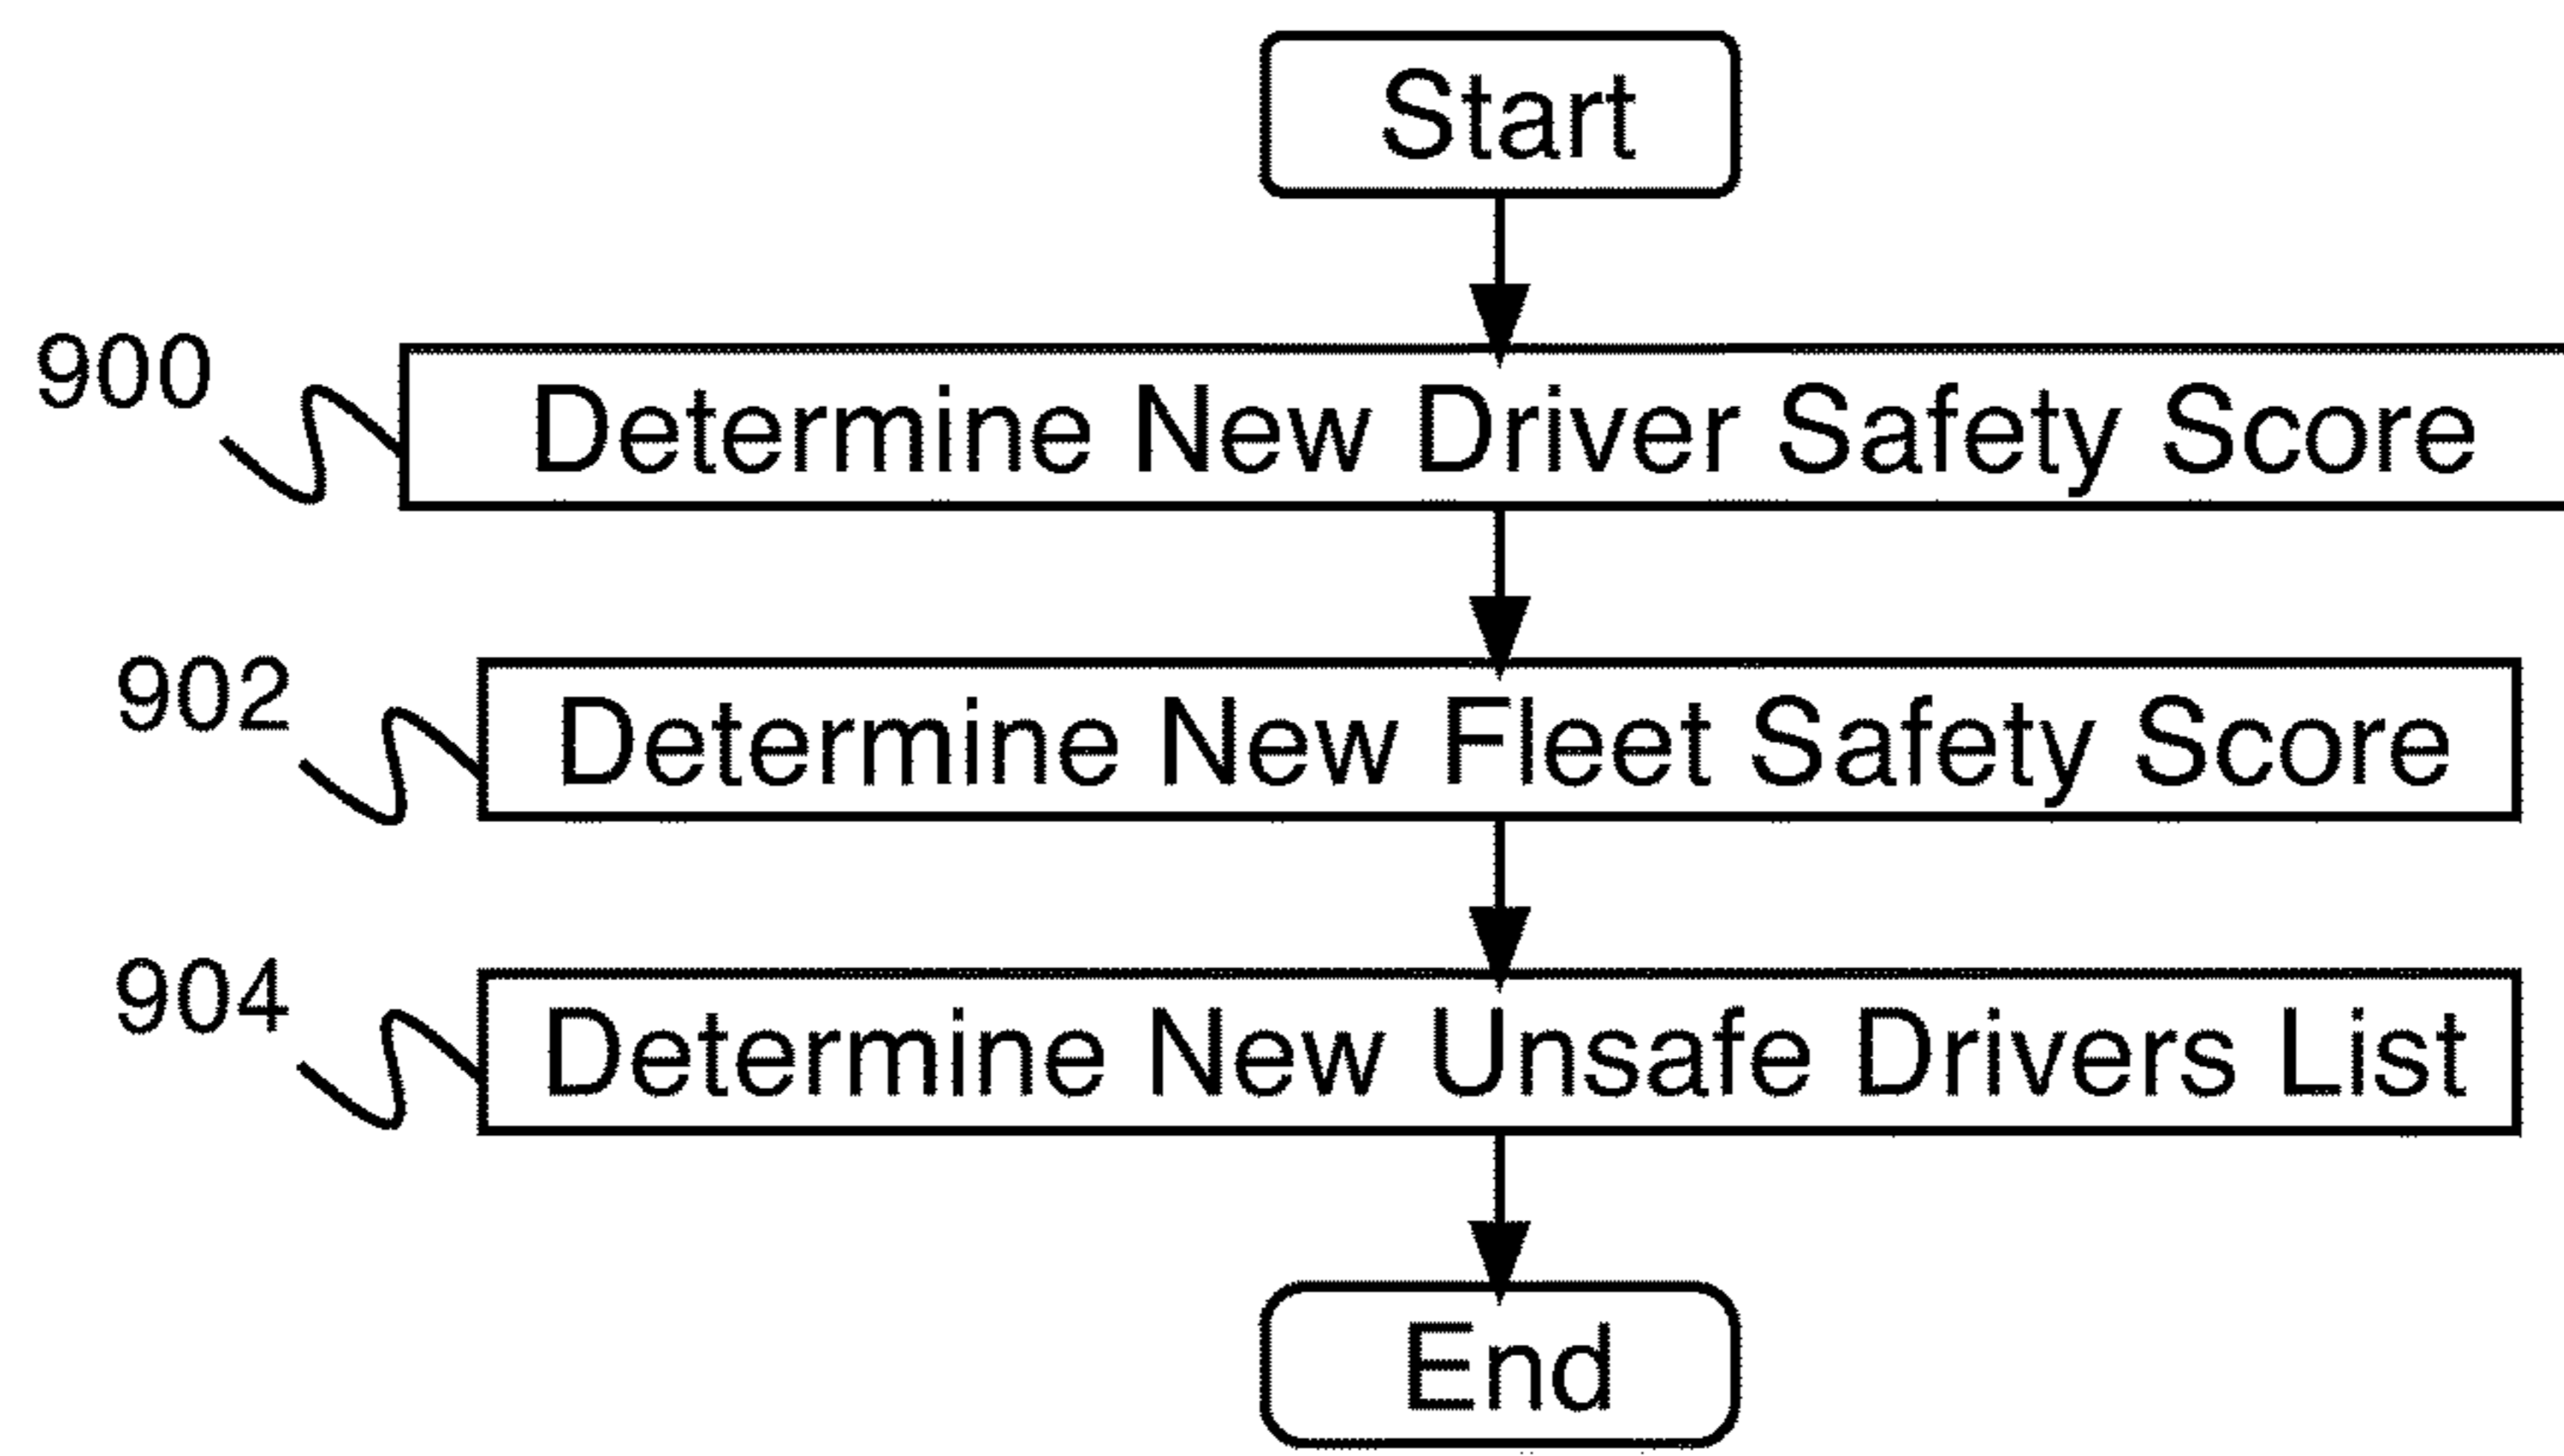 Start
900
Determine New Driver Safety Score
902
Determine New Fleet Safety Score
904
Determine New Unsafe Drivers List
End